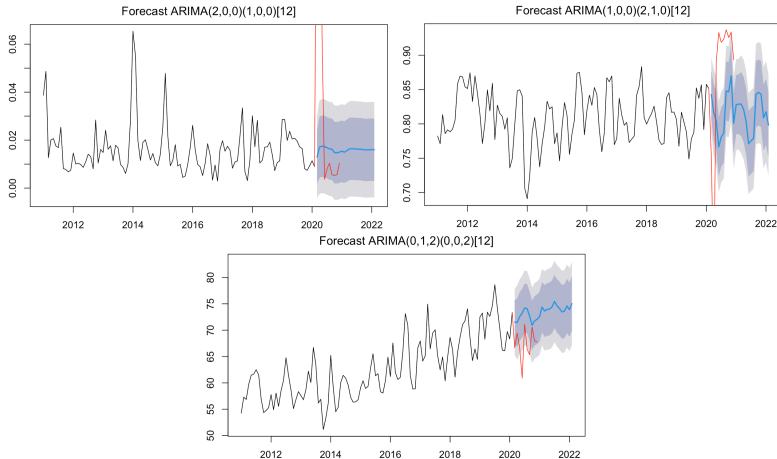 Forecast ARIMA(2,0,0)(1,0,0)[12]
0.06
0.04
0.02
0.00
2012 2014 2016 2018 2020 2022
Forecast ARIMA(1,0,0)(2,1,0)[12]
0.90
0.85
0.80
0.75
0.70
2012 2014 2016 2018 2020 2022
Forecast ARIMA(0,1,2)(0,0,2)[12]
80
75
70
65
60
55
50
2012 2014 2016 2018 2020 2022